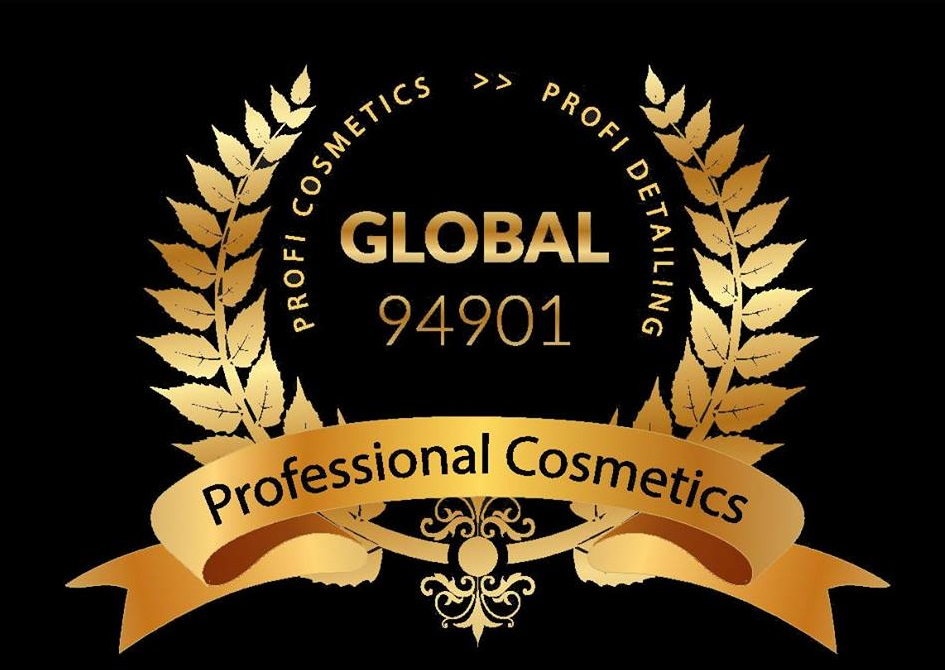 PROFI COSMETICS >> PROFI DETAILING
GLOBAL
94901
Professional Cosmetics